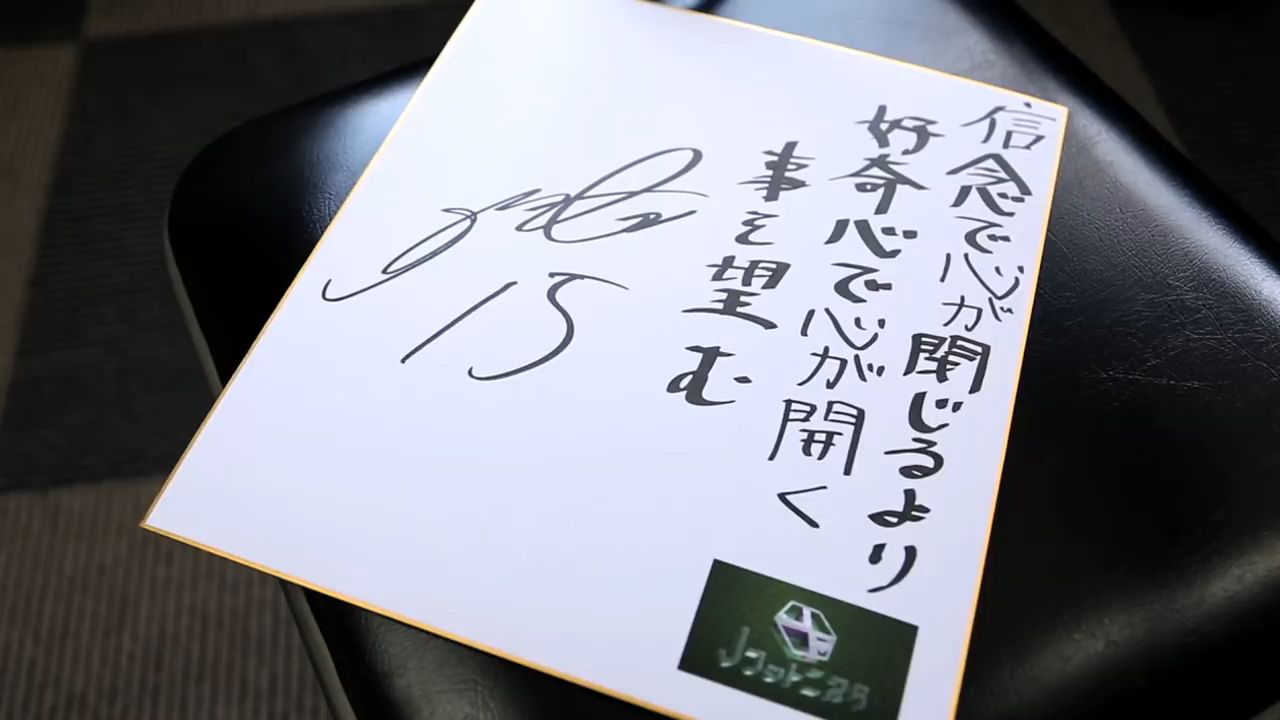 信念で心が閉じるより
好奇心で心が開く
事を望む
15